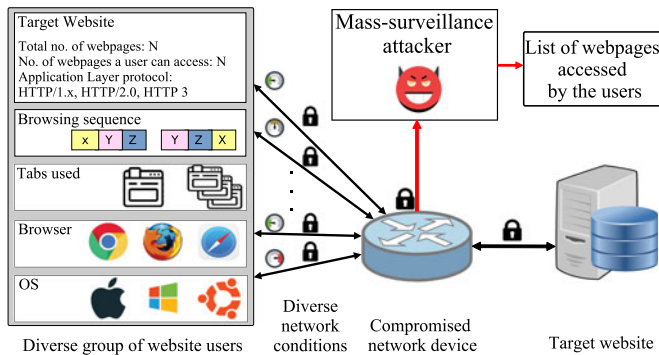 Target Website
Total no. of webpages: N
No. of webpages a user can access: N
Application Layer protocol:
HTTP/1.x, HTTP/2.0, HTTP 3
Browsing sequence
x Y Z Y Z X
Tabs used
Browser
OS
Diverse group of website users
Mass-surveillance
attacker
List of webpages
accessed
by the users
Diverse
network
conditions
Compromised
network device
Target website